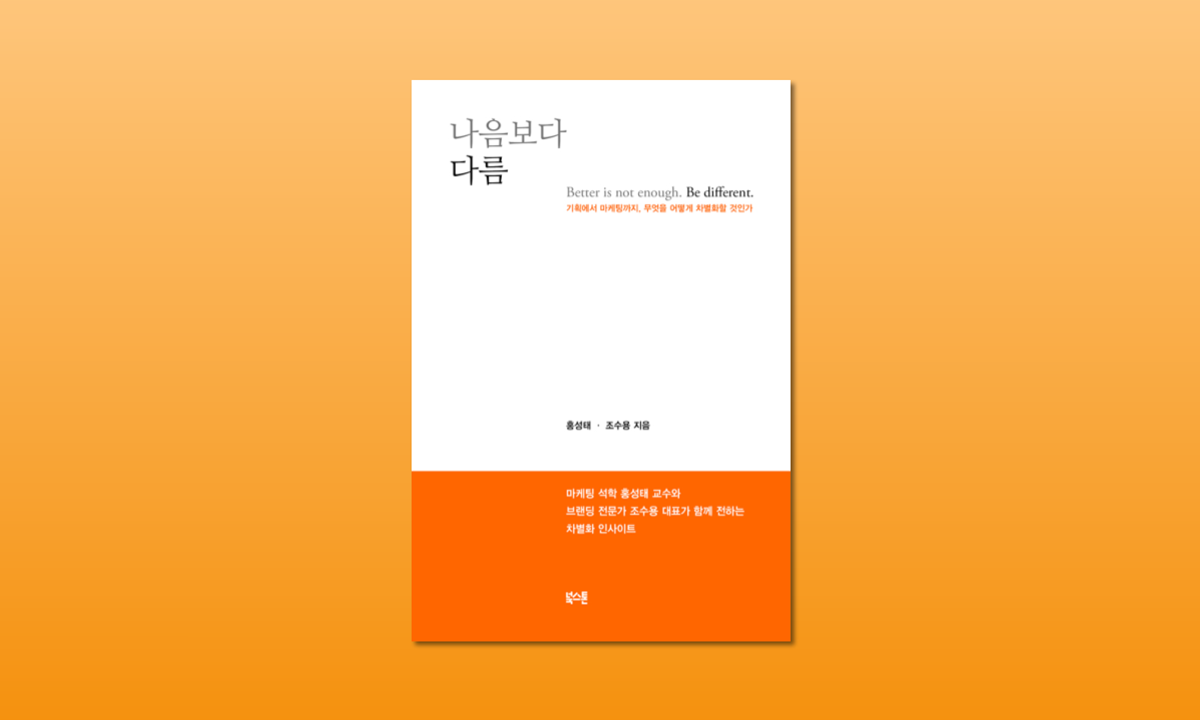 나음보다
다름
Better is not enough. Be different.
기획에서 마케팅까지, 무엇을 어떻게 차별화할 것인가
홍성태 · 조수용 지음
마케팅 석학 홍성태 교수와
브랜딩 전문가 조수용 대표가 함께 전하는
차별화 인사이트
북스톤